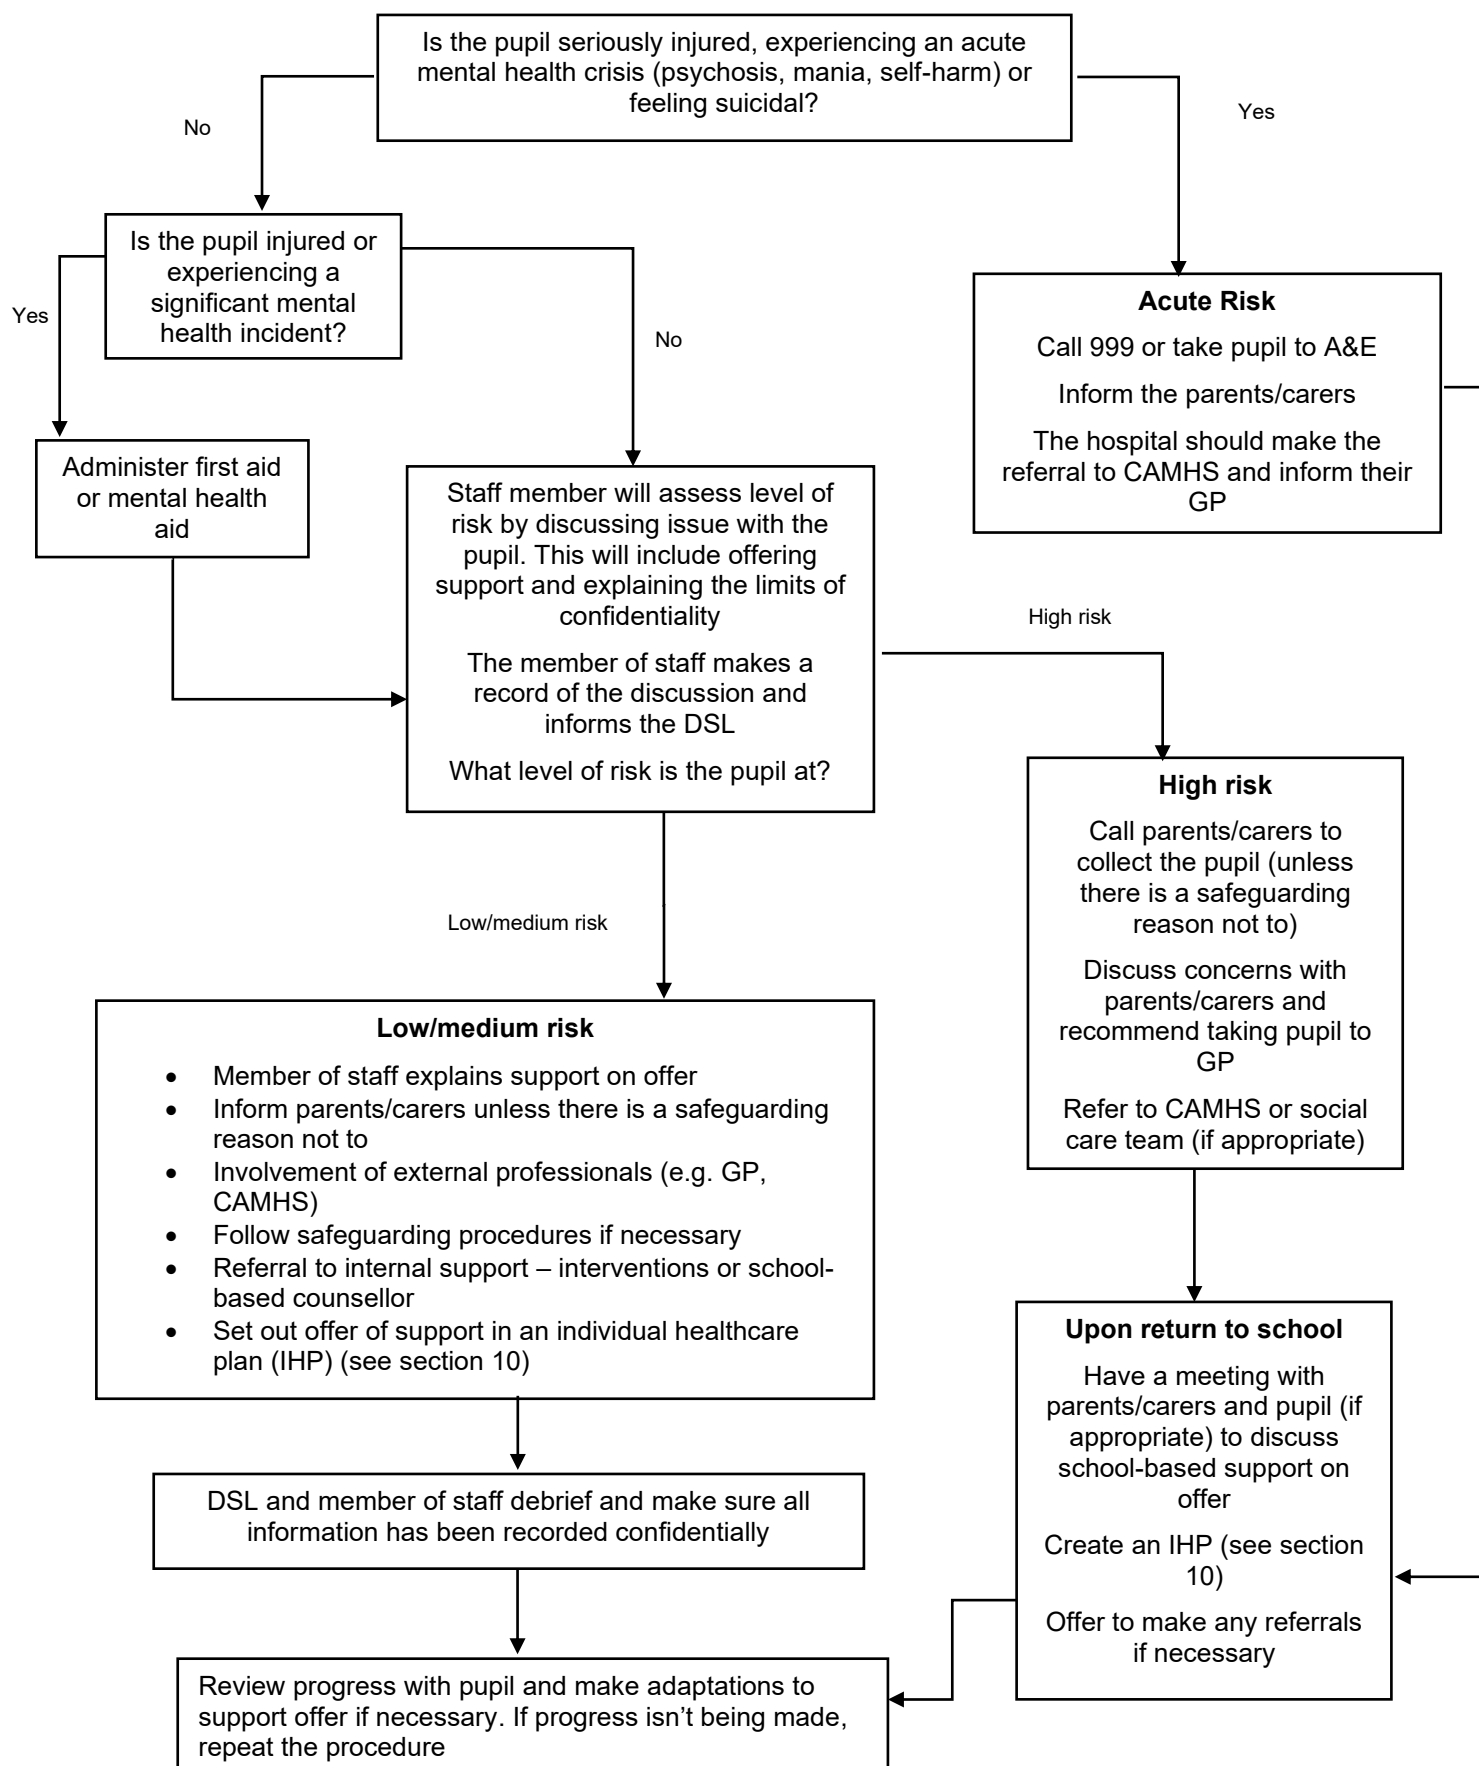 Is the pupil seriously injured, experiencing an acute
mental health crisis (psychosis, mania, self-harm) or
feeling suicidal?
No
Yes
Is the pupil injured or
experiencing a
significant mental
health incident?
Yes
No
Acute Risk
Call 999 or take pupil to A&E
Inform the parents/carers
The hospital should make the
referral to CAMHS and inform their
GP
Administer first aid
or mental health
aid
Staff member will assess level of
risk by discussing issue with the
pupil. This will include offering
support and explaining the limits of
confidentiality
The member of staff makes a
record of the discussion and
informs the DSL
What level of risk is the pupil at?
High risk
High risk
Call parents/carers to
collect the pupil (unless
there is a safeguarding
reason not to)
Discuss concerns with
parents/carers and
recommend taking pupil to
GP
Refer to CAMHS or social
care team (if appropriate)
Low/medium risk
Low/medium risk
• Member of staff explains support on offer
• Inform parents/carers unless there is a safeguarding
reason not to
• Involvement of external professionals (e.g. GP,
CAMHS)
• Follow safeguarding procedures if necessary
• Referral to internal support – interventions or school-
based counsellor
• Set out offer of support in an individual healthcare
plan (IHP) (see section 10)
Upon return to school
Have a meeting with
parents/carers and pupil (if
appropriate) to discuss
school-based support on
offer
Create an IHP (see section
10)
Offer to make any referrals
if necessary
DSL and member of staff debrief and make sure all
information has been recorded confidentially
Review progress with pupil and make adaptations to
support offer if necessary. If progress isn't being made,
repeat the procedure